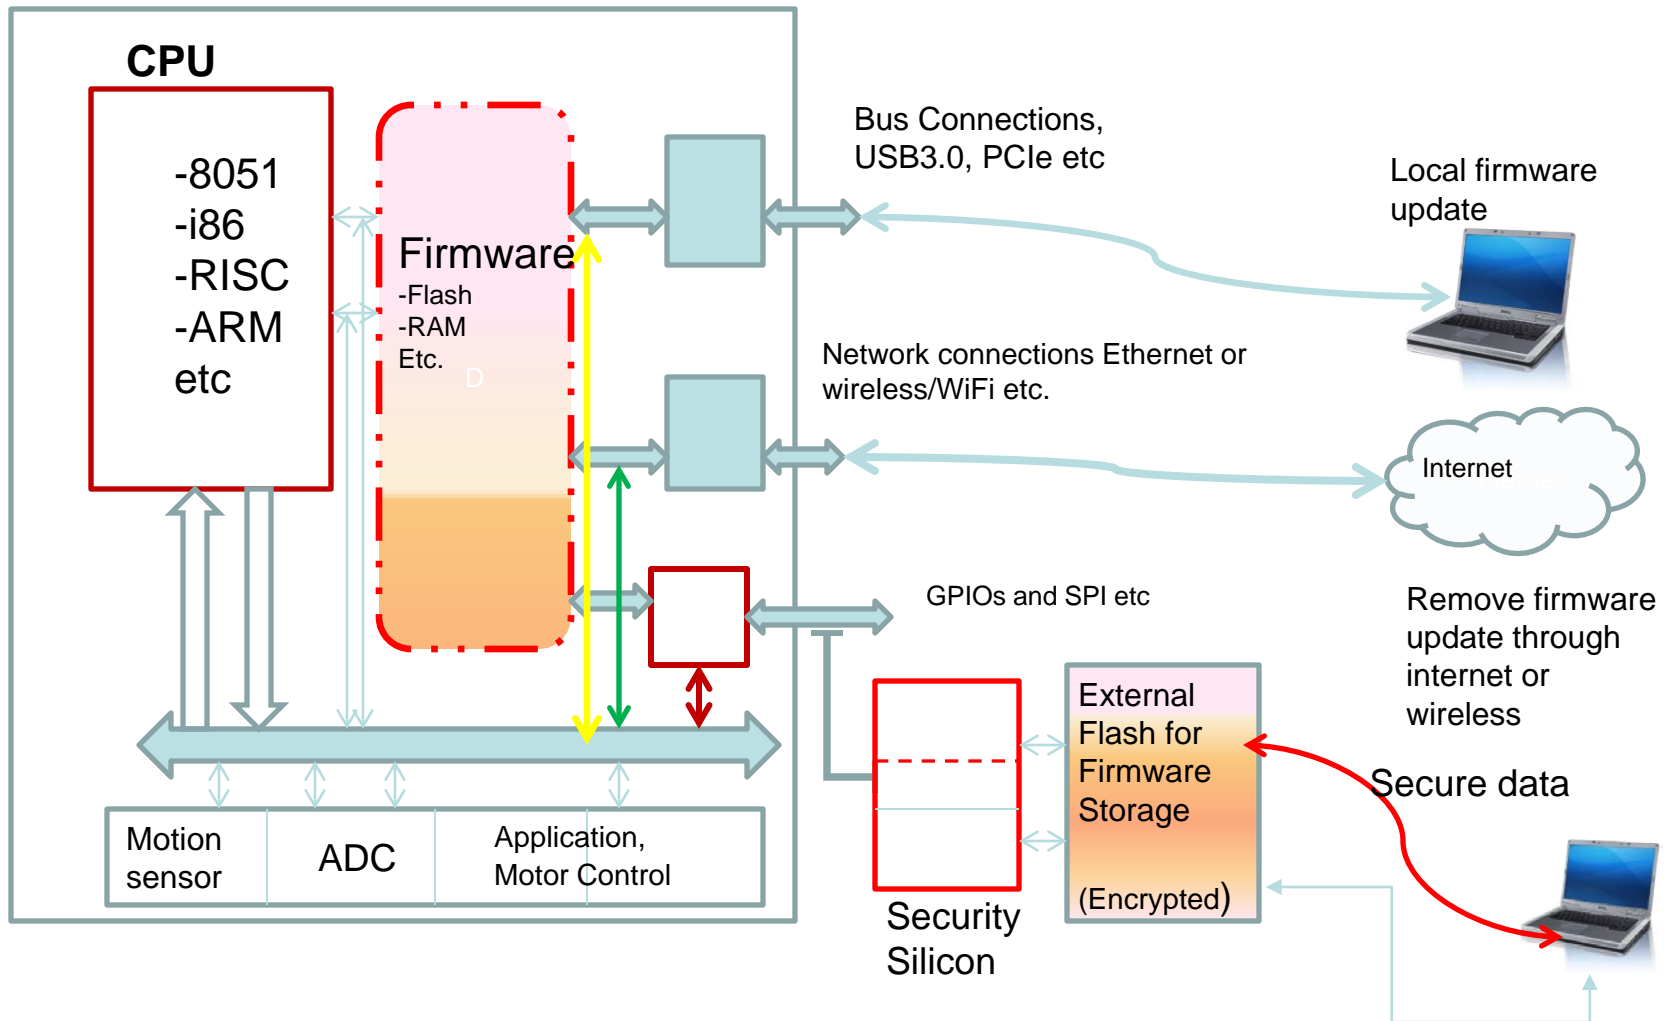 CPU
-8051
-i86
-RISC
-ARM
etc
Firmware
-Flash
-RAM
Etc.
D
Bus Connections,
USB3.0, PCIe etc
Local firmware
update
Network connections Ethernet or
wireless/WiFi etc.
Internet
GPIOs and SPI etc
Remove firmware
update through
internet or
wireless
External
Flash for
Firmware
Storage
(Encrypted)
Secure data
Motion
sensor
ADC
Application,
Motor Control
Security
Silicon